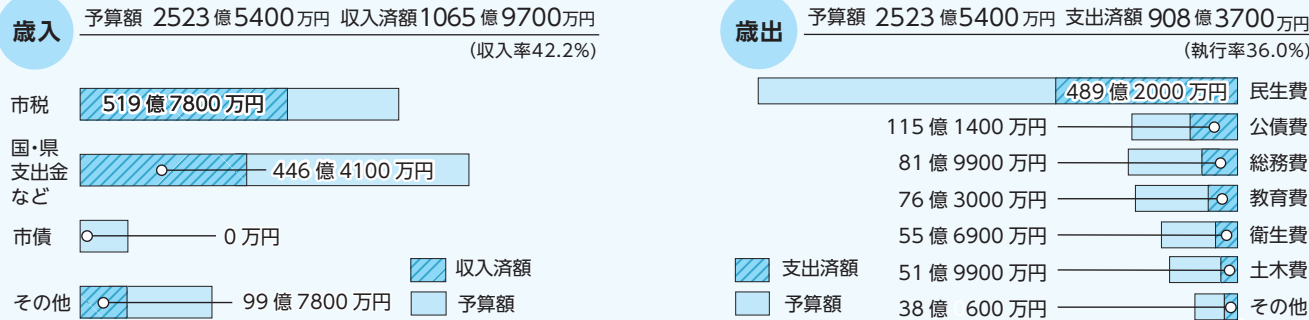 歳入
予算額 2523億5400万円 収入済額1065億9700万円
(収入率42.2%)
市税
519億7800万円
国・県
支出金
など
446億4100万円
市債
0万円
その他
99億7800万円
収入済額
予算額
歳出
予算額 2523億5400万円 支出済額908億3700万円
(執行率36.0%)
489億2000万円 民生費
115億1400万円 公債費
81億9900万円 総務費
76億3000万円 教育費
55億6900万円 衛生費
51億9900万円 土木費
38億 600万円 その他
支出済額
予算額